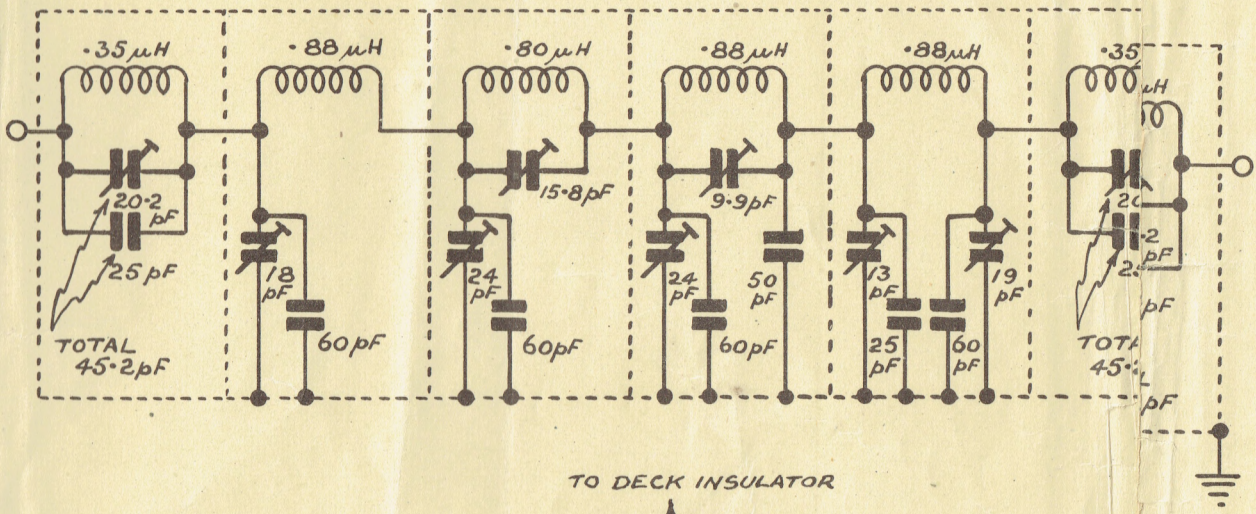 ·35μH
·88μH
·80μH
·88μH
·88μH
·35
μH
20·2
pF
25pF
TOTAL
45·2pF
18
pF
60pF
15·8pF
24
pF
60pF
9·9pF
24
pF
60pF
50
pF
13
pF
25
pF
60
pF
19
pF
·2
pF
pF
45·
pF
TO DECK INSULATOR